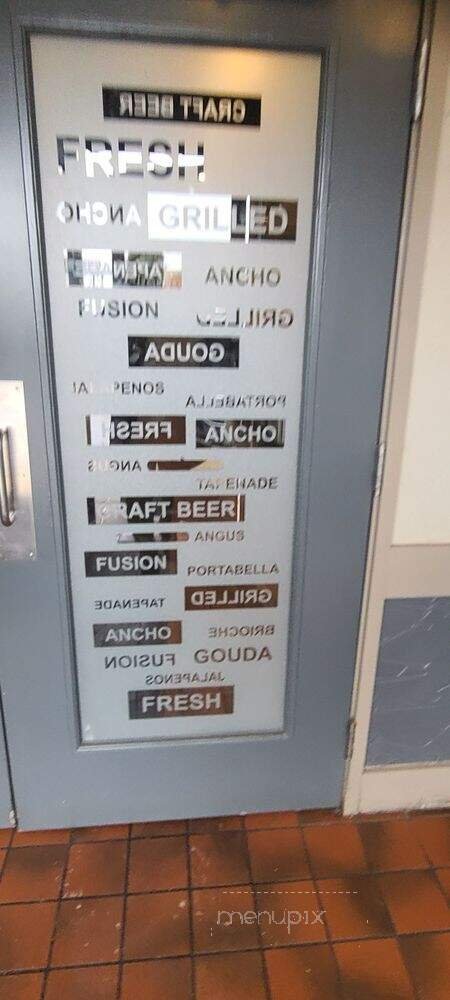 CRAFT BEER
FRESH
ANCHO GRILLED
TAPENADE ANCHO
FUSION GRILLED
GOUDA
JALAPENOS
PORTABELLA
FRESH ANCHO
ANGUS
TAPENADE
CRAFT BEER
ANGUS
FUSION PORTABELLA
TAPENADE GRILLED
ANCHO BRIOCHE
FUSION GOUDA
JALAPENOS
FRESH
menupix